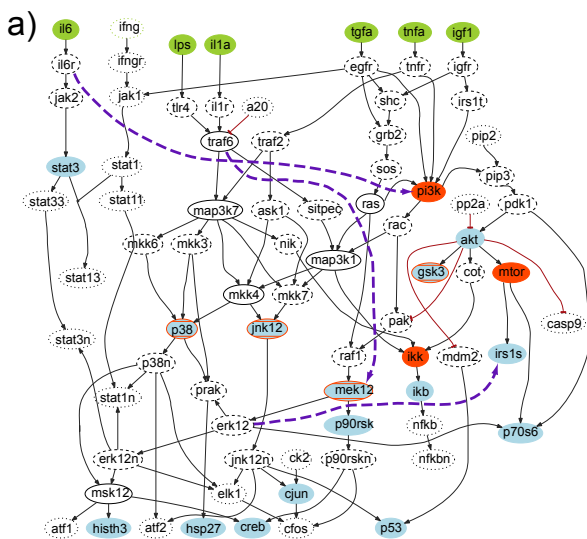 a)
il6 ifng lps il1a tgfa tnfa igf1
il6r ifngr egfr tnfr igfr
jak2 jak1 tlr4 il1r a20 shc irs1t
traf6 traf2 grb2 pip2
stat3 stat1 sos pi3k pip3
stat33 stat11 map3k7 ask1 sitpec ras pdk1
rac pp2a
mkk6 mkk3 nik map3k1 akt
stat13 gsk3 cot mtor
mkk4 mkk7
stat3n p38 jnk12 pak casp9
p38n raf1 ikk mdm2 irs1s
stat1n prak mek12 ikb
erk12 p90rsk nfkb p70s6
erk12n jnk12n ck2 p90rskn nfkbn
msk12 elk1 cjun
atf1 histh3 atf2 hsp27 creb cfos p53